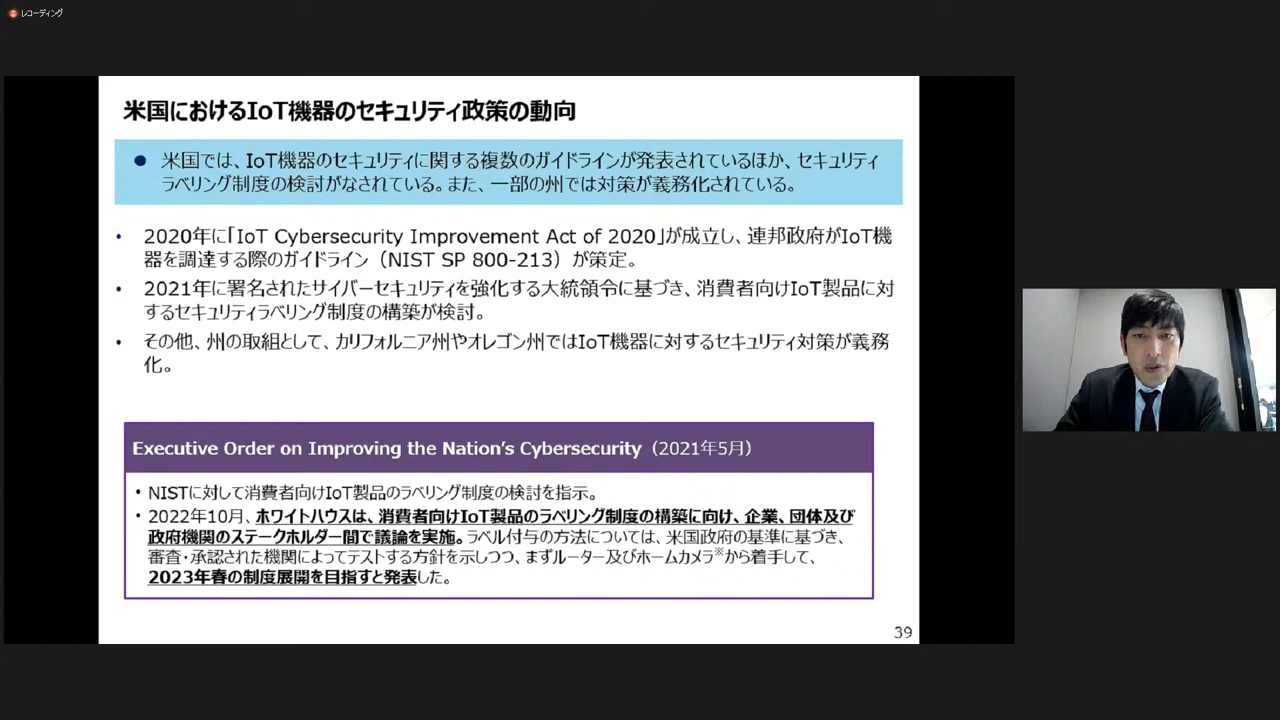 レコーディング
米国におけるIoT機器のセキュリティ政策の動向
● 米国では、IoT機器のセキュリティに関する複数のガイドラインが発表されているほか、セキュリティ
ラベリング制度の検討がなされている。また、一部の州では対策が義務化されている。
• 2020年に「IoT Cybersecurity Improvement Act of 2020」が成立し、連邦政府がIoT機
器を調達する際のガイドライン（NIST SP 800-213）が策定。
• 2021年に署名されたサイバーセキュリティを強化する大統領令に基づき、消費者向けIoT製品に対
するセキュリティラベリング制度の構築が検討。
• その他、州の取組として、カリフォルニア州やオレゴン州ではIoT機器に対するセキュリティ対策が義務
化。
Executive Order on Improving the Nation's Cybersecurity（2021年5月）
• NISTに対して消費者向けIoT製品のラベリング制度の検討を指示。
• 2022年10月、ホワイトハウスは、消費者向けIoT製品のラベリング制度の構築に向け、企業、団体及び
政府機関のステークホルダー間で議論を実施。ラベル付与の方法については、米国政府の基準に基づき、
審査・承認された機関によってテストする方針を示しつつ、まずルーター及びホームカメラ※から着手して、
2023年春の制度展開を目指すと発表した。
39